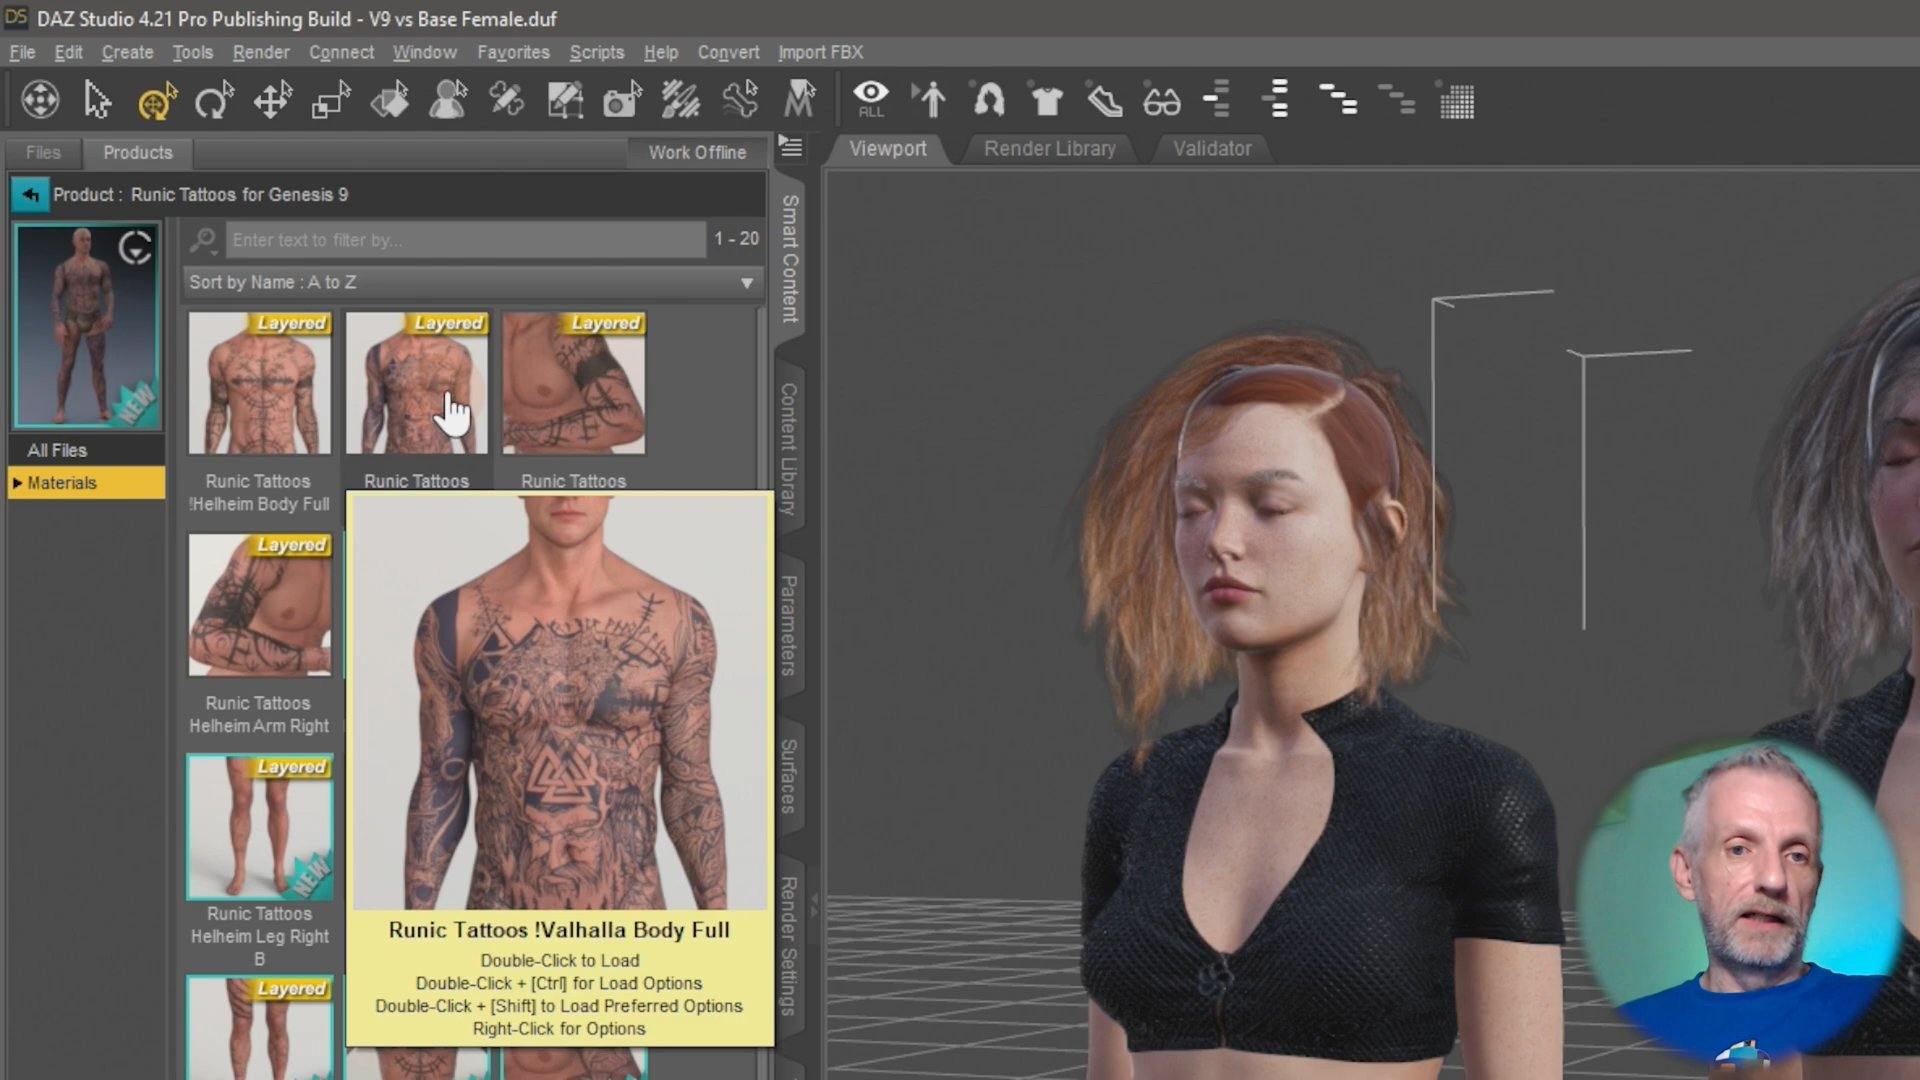 DS DAZ Studio 4.21 Pro Publishing Build - V9 vs Base Female.duf
File Edit Create Tools Render Connect Window Favorites Scripts Help Convert Import FBX
ALL
Files Products Work Offline
Viewport Render Library Validator
Product : Runic Tattoos for Genesis 9
Enter text to filter by... 1 - 20
Sort by Name : A to Z
NEW
All Files
Materials
Layered
Layered
Layered
Runic Tattoos
!Helheim Body Full
Runic Tattoos
Runic Tattoos
Layered
Runic Tattoos
Helheim Arm Right
Layered
NEW
Runic Tattoos
Helheim Leg Right
B
Layered
Runic Tattoos !Valhalla Body Full
Double-Click to Load
Double-Click + [Ctrl] for Load Options
Double-Click + [Shift] to Load Preferred Options
Right-Click for Options
Smart Content
Content Library
Parameters
Surfaces
Render Settings